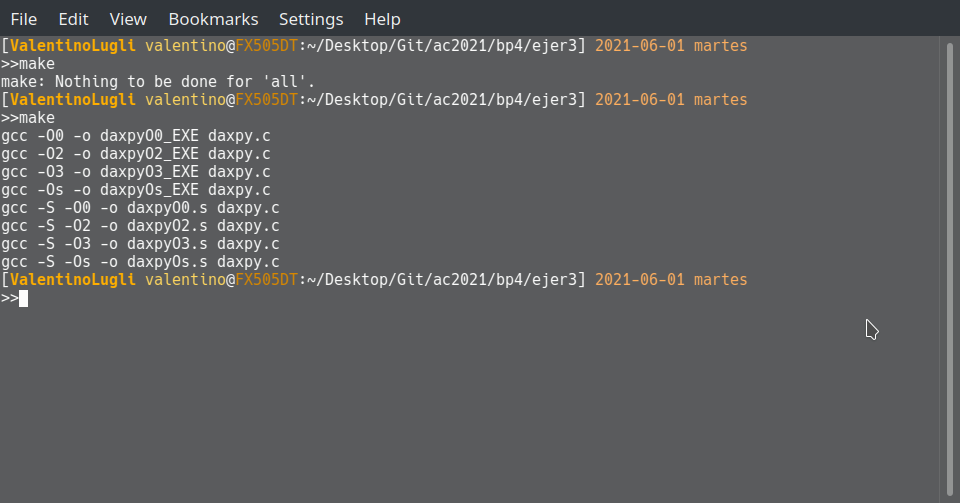 File Edit View Bookmarks Settings Help
[ValentinoLugli valentino@FX505DT:~/Desktop/Git/ac2021/bp4/ejer3] 2021-06-01 martes
>>make
make: Nothing to be done for 'all'.
[ValentinoLugli valentino@FX505DT:~/Desktop/Git/ac2021/bp4/ejer3] 2021-06-01 martes
>>make
gcc -O0 -o daxpyO0_EXE daxpy.c
gcc -O2 -o daxpyO2_EXE daxpy.c
gcc -O3 -o daxpyO3_EXE daxpy.c
gcc -Os -o daxpyOs_EXE daxpy.c
gcc -S -O0 -o daxpyO0.s daxpy.c
gcc -S -O2 -o daxpyO2.s daxpy.c
gcc -S -O3 -o daxpyO3.s daxpy.c
gcc -S -Os -o daxpyOs.s daxpy.c
[ValentinoLugli valentino@FX505DT:~/Desktop/Git/ac2021/bp4/ejer3] 2021-06-01 martes
>>